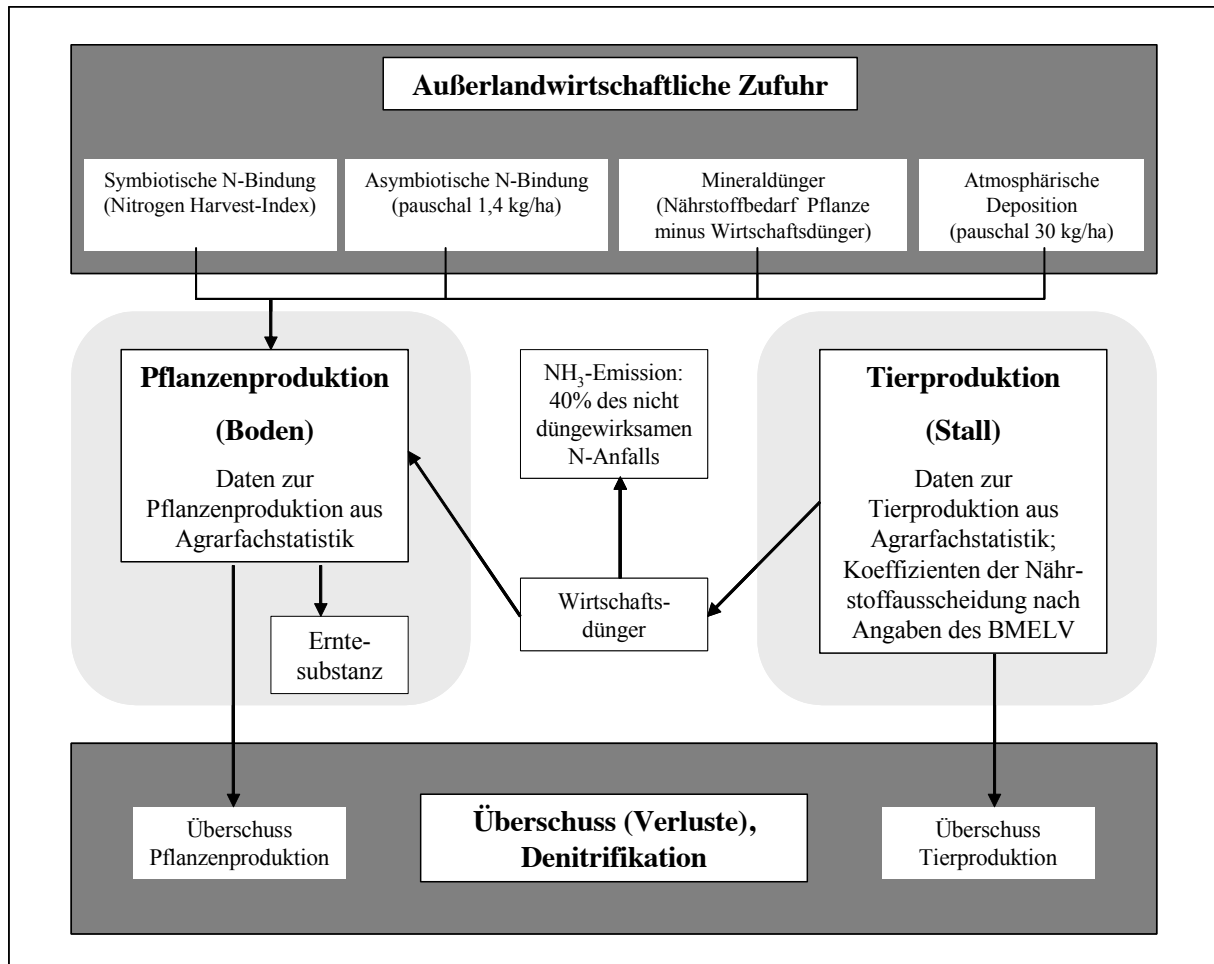 Außerlandwirtschaftliche Zufuhr
Symbiotische N-Bindung
(Nitrogen Harvest-Index)
Asymbiotische N-Bindung
(pauschal 1,4 kg/ha)
Mineraldünger
(Nährstoffbedarf Pflanze
minus Wirtschaftsdünger)
Atmosphärische
Deposition
(pauschal 30 kg/ha)
Pflanzenproduktion
(Boden)
Daten zur
Pflanzenproduktion aus
Agrarfachstatistik
NH₃-Emission:
40% des nicht
düngewirksamen
N-Anfalls
Tierproduktion
(Stall)
Daten zur
Tierproduktion aus
Agrarfachstatistik;
Koeffizienten der Nähr-
stoffausscheidung nach
Angaben des BMELV
Wirtschafts-
dünger
Ernte-
substanz
Überschuss
Pflanzenproduktion
Überschuss (Verluste),
Denitrifikation
Überschuss
Tierproduktion